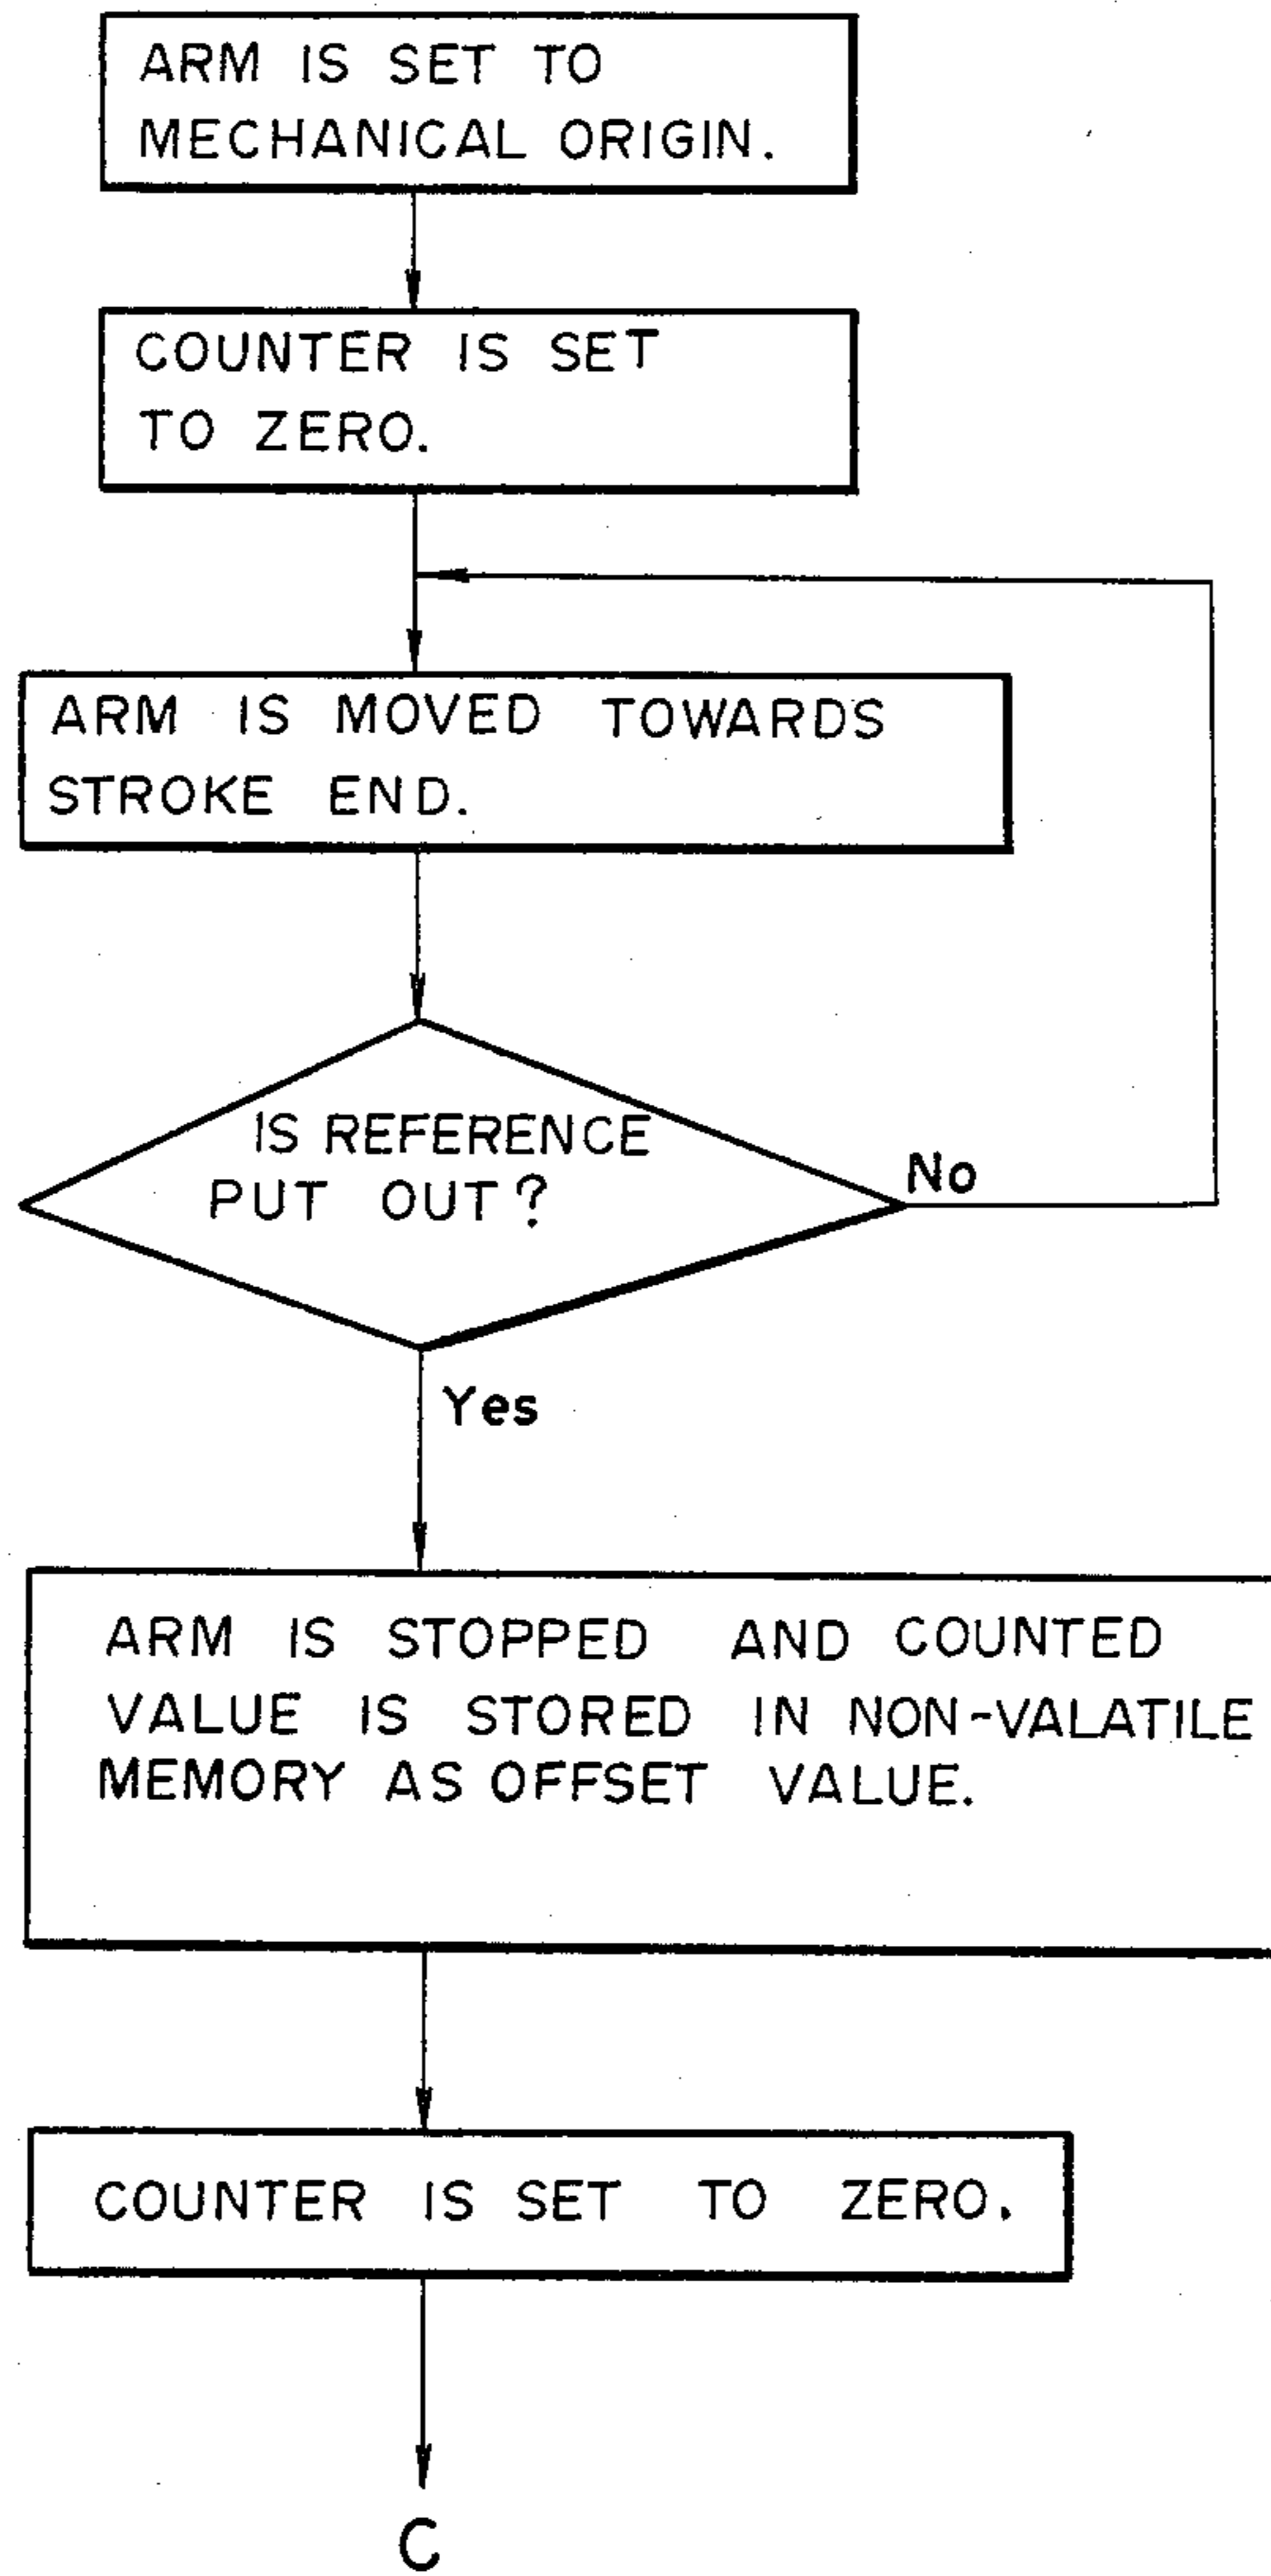 ARM IS SET TO
MECHANICAL ORIGIN.
COUNTER IS SET
TO ZERO.
ARM IS MOVED TOWARDS
STROKE END.
IS REFERENCE
PUT OUT?
No
Yes
ARM IS STOPPED AND COUNTED
VALUE IS STORED IN NON-VALATILE
MEMORY AS OFFSET VALUE.
COUNTER IS SET TO ZERO.
C